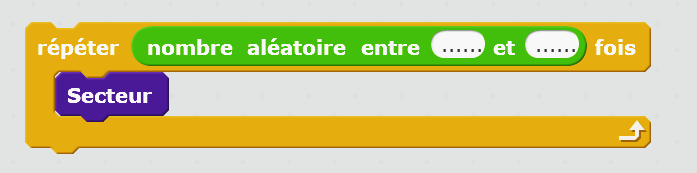 répéter nombre aléatoire entre ...... et ...... fois
Secteur